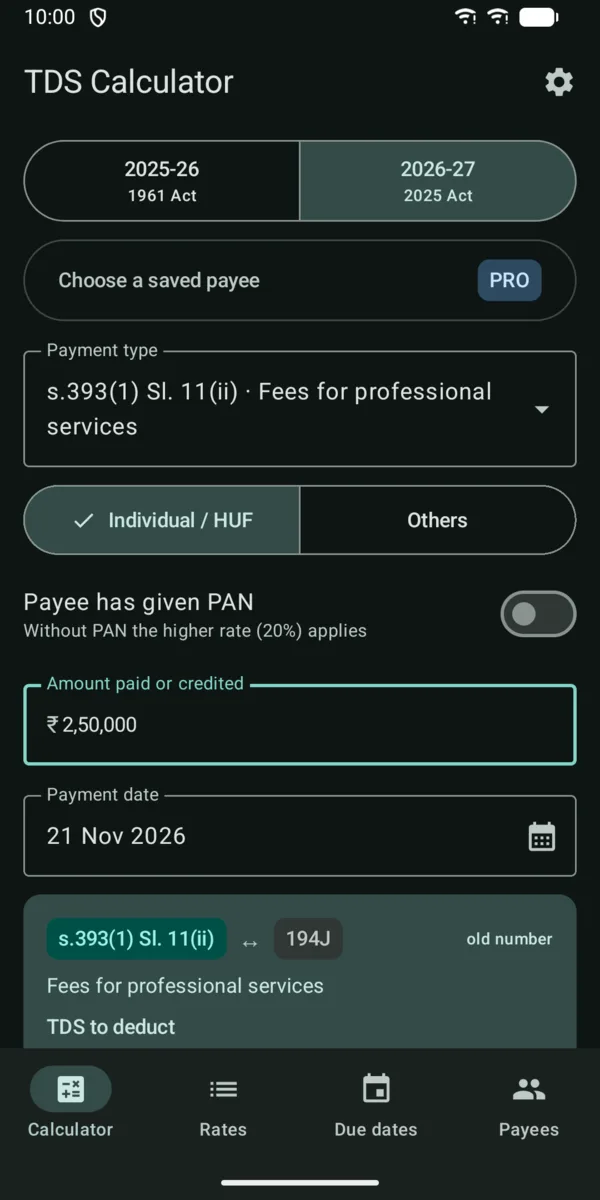 10:00
TDS Calculator
2025-26
1961 Act
2026-27
2025 Act
Choose a saved payee
PRO
Payment type
s.393(1) Sl. 11(ii) · Fees for professional
services
Individual / HUF
Others
Payee has given PAN
Without PAN the higher rate (20%) applies
Amount paid or credited
₹ 2,50,000
Payment date
21 Nov 2026
s.393(1) Sl. 11(ii) ↔ 194J
old number
Fees for professional services
TDS to deduct
Calculator
Rates
Due dates
Payees